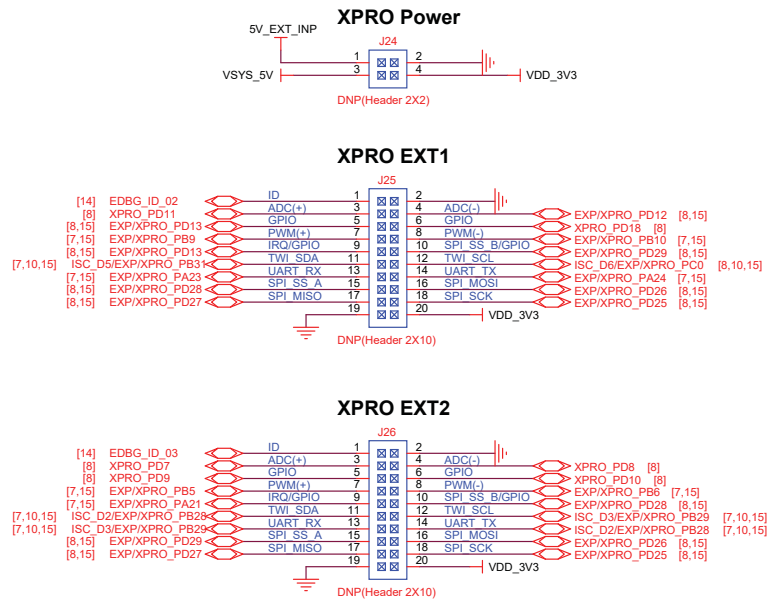 XPRO Power
5V_EXT_INP
J24
1 2
VSYS_5V 3 4 VDD_3V3
DNP(Header 2X2)
XPRO EXT1
J25
[14] EDBG_ID_02 ID 1 2
[8] XPRO_PD11 ADC(+) 3 4 ADC(-) EXP/XPRO_PD12 [8,15]
[8,15] EXP/XPRO_PD13 GPIO 5 6 GPIO XPRO_PD18 [8]
[7,15] EXP/XPRO_PB9 PWM(+) 7 8 PWM(-) EXP/XPRO_PB10 [7,15]
[8,15] EXP/XPRO_PD13 IRQ/GPIO 9 10 SPI_SS_B/GPIO EXP/XPRO_PD29 [8,15]
[7,10,15] ISC_D5/EXP/XPRO_PB31 TWI_SDA 11 12 TWI_SCL ISC_D6/EXP/XPRO_PC0 [8,10,15]
[7,15] EXP/XPRO_PA23 UART_RX 13 14 UART_TX EXP/XPRO_PA24 [7,15]
[8,15] EXP/XPRO_PD28 SPI_SS_A 15 16 SPI_MOSI EXP/XPRO_PD26 [8,15]
[8,15] EXP/XPRO_PD27 SPI_MISO 17 18 SPI_SCK EXP/XPRO_PD25 [8,15]
19 20 VDD_3V3
DNP(Header 2X10)
XPRO EXT2
J26
[14] EDBG_ID_03 ID 1 2
[8] XPRO_PD7 ADC(+) 3 4 ADC(-) XPRO_PD8 [8]
[8] XPRO_PD9 GPIO 5 6 GPIO XPRO_PD10 [8]
[7,15] EXP/XPRO_PB5 PWM(+) 7 8 PWM(-) EXP/XPRO_PB6 [7,15]
[7,15] EXP/XPRO_PA21 IRQ/GPIO 9 10 SPI_SS_B/GPIO EXP/XPRO_PD28 [8,15]
[7,10,15] ISC_D2/EXP/XPRO_PB28 TWI_SDA 11 12 TWI_SCL ISC_D3/EXP/XPRO_PB29 [7,10,15]
[7,10,15] ISC_D3/EXP/XPRO_PB29 UART_RX 13 14 UART_TX ISC_D2/EXP/XPRO_PB28 [7,10,15]
[8,15] EXP/XPRO_PD29 SPI_SS_A 15 16 SPI_MOSI EXP/XPRO_PD26 [8,15]
[8,15] EXP/XPRO_PD27 SPI_MISO 17 18 SPI_SCK EXP/XPRO_PD25 [8,15]
19 20 VDD_3V3
DNP(Header 2X10)